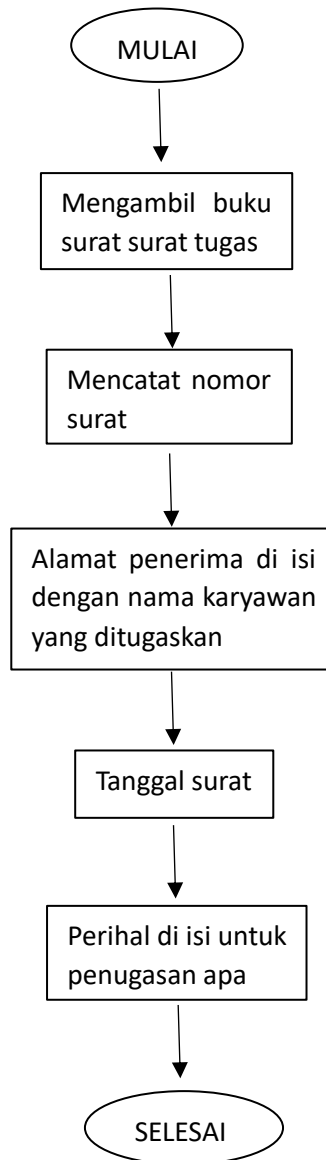 MULAI
Mengambil buku
surat surat tugas
Mencatat nomor
surat
Alamat penerima di isi
dengan nama karyawan
yang ditugaskan
Tanggal surat
Perihal di isi untuk
penugasan apa
SELESAI